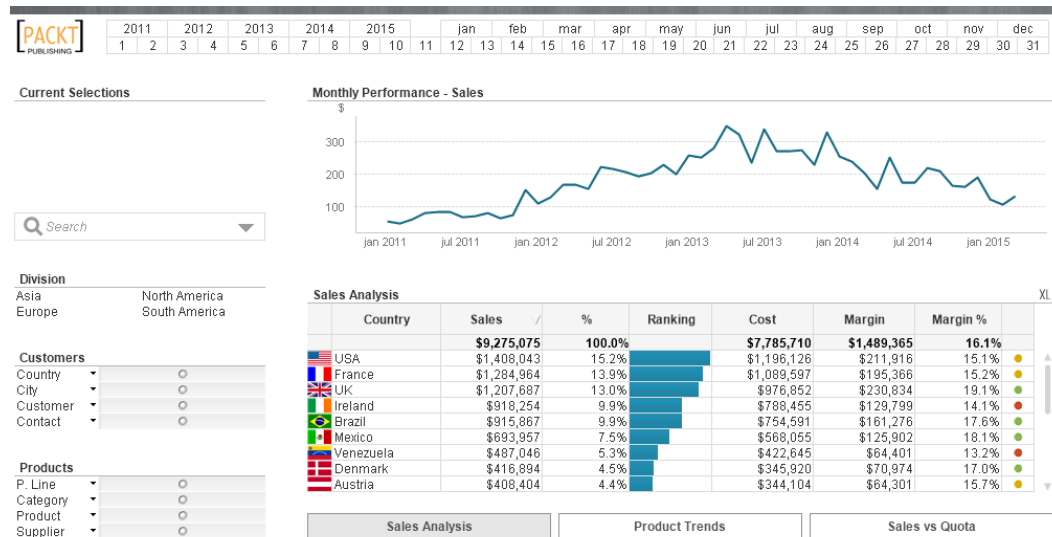 PACKT
PUBLISHING
2011 2012 2013 2014 2015 jan feb mar apr may jun jul aug sep oct nov dec
1 2 3 4 5 6 7 8 9 10 11 12 13 14 15 16 17 18 19 20 21 22 23 24 25 26 27 28 29 30 31
Current Selections
Search
Division
Asia North America
Europe South America
Customers
Country
City
Customer
Contact
Products
P. Line
Category
Product
Supplier
Monthly Performance - Sales
$
300
200
100
jan 2011 jul 2011 jan 2012 jul 2012 jan 2013 jul 2013 jan 2014 jul 2014 jan 2015
Sales Analysis XL
Country Sales % Ranking Cost Margin Margin %
$9,275,075 100.0% $7,785,710 $1,489,365 16.1%
USA $1,408,043 15.2% $1,196,126 $211,916 15.1%
France $1,284,964 13.9% $1,089,597 $195,366 15.2%
UK $1,207,687 13.0% $976,852 $230,834 19.1%
Ireland $918,254 9.9% $788,455 $129,799 14.1%
Brazil $915,867 9.9% $754,591 $161,276 17.6%
Mexico $693,957 7.5% $568,055 $125,902 18.1%
Venezuela $487,046 5.3% $422,645 $64,401 13.2%
Denmark $416,894 4.5% $345,920 $70,974 17.0%
Austria $408,404 4.4% $344,104 $64,301 15.7%
Sales Analysis Product Trends Sales vs Quota